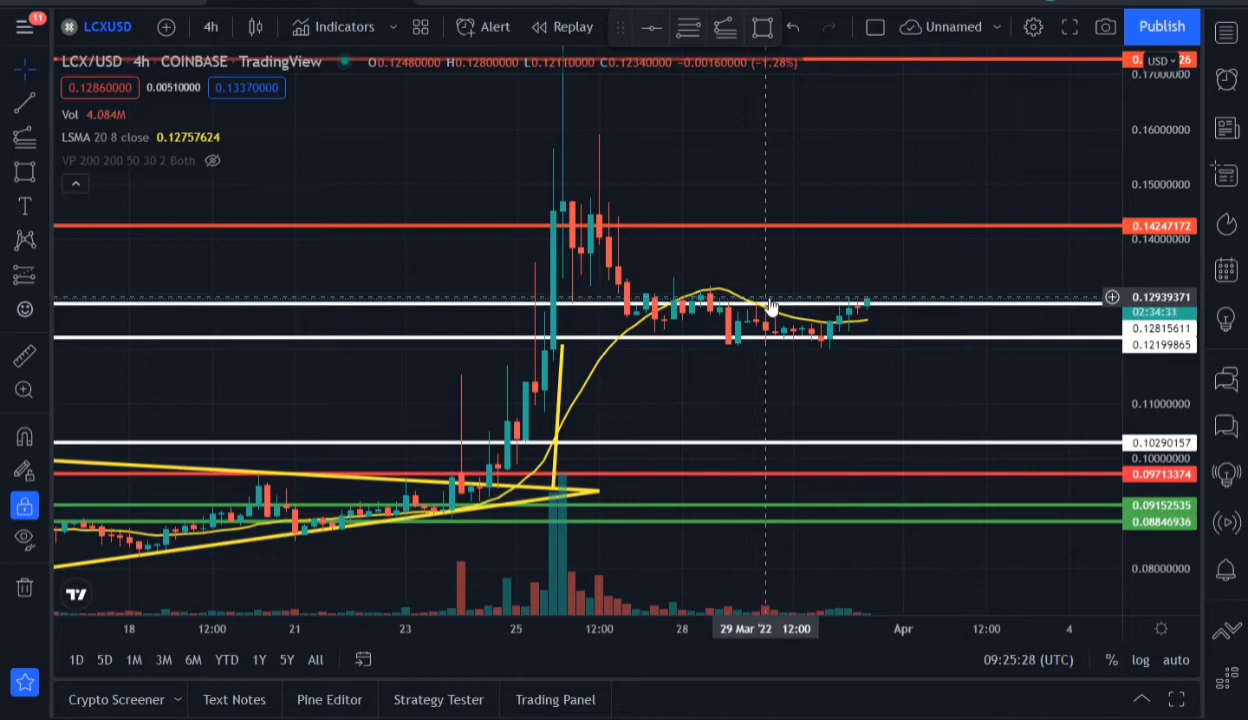 11
LCXUSD 4h Indicators Alert Replay Unnamed Publish
LCX/USD · 4h · COINBASE · TradingView O0.12480000 H0.12800000 L0.12110000 C0.12340000 −0.00160000 (−1.28%)
0. USD 26
0.12860000 0.00510000 0.13370000
Vol 4.084M
LSMA 20 8 close 0.12757624
VP 200 200 50 30 2 Both
0.17000000
0.16000000
0.15000000
0.14247172
0.14000000
0.12939371
02:34:31
0.12815611
0.12199865
0.11000000
0.10290157
0.10000000
0.09713374
0.09152535
0.08846936
0.08000000
18 12:00 21 23 25 12:00 28 29 Mar '22 12:00 Apr 12:00 4
1D 5D 1M 3M 6M YTD 1Y 5Y All 09:25:28 (UTC) % log auto
Crypto Screener Text Notes Pine Editor Strategy Tester Trading Panel